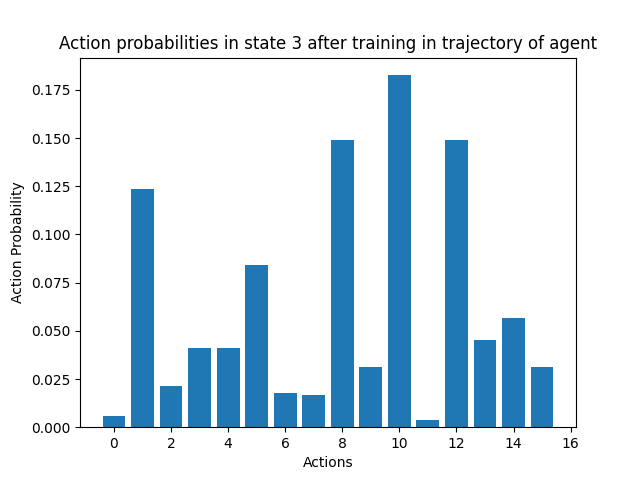 Action probabilities in state 3 after training in trajectory of agent
0.175
0.150
0.125
0.100
0.075
0.050
0.025
0.000
Action Probability
0 2 4 6 8 10 12 14 16
Actions